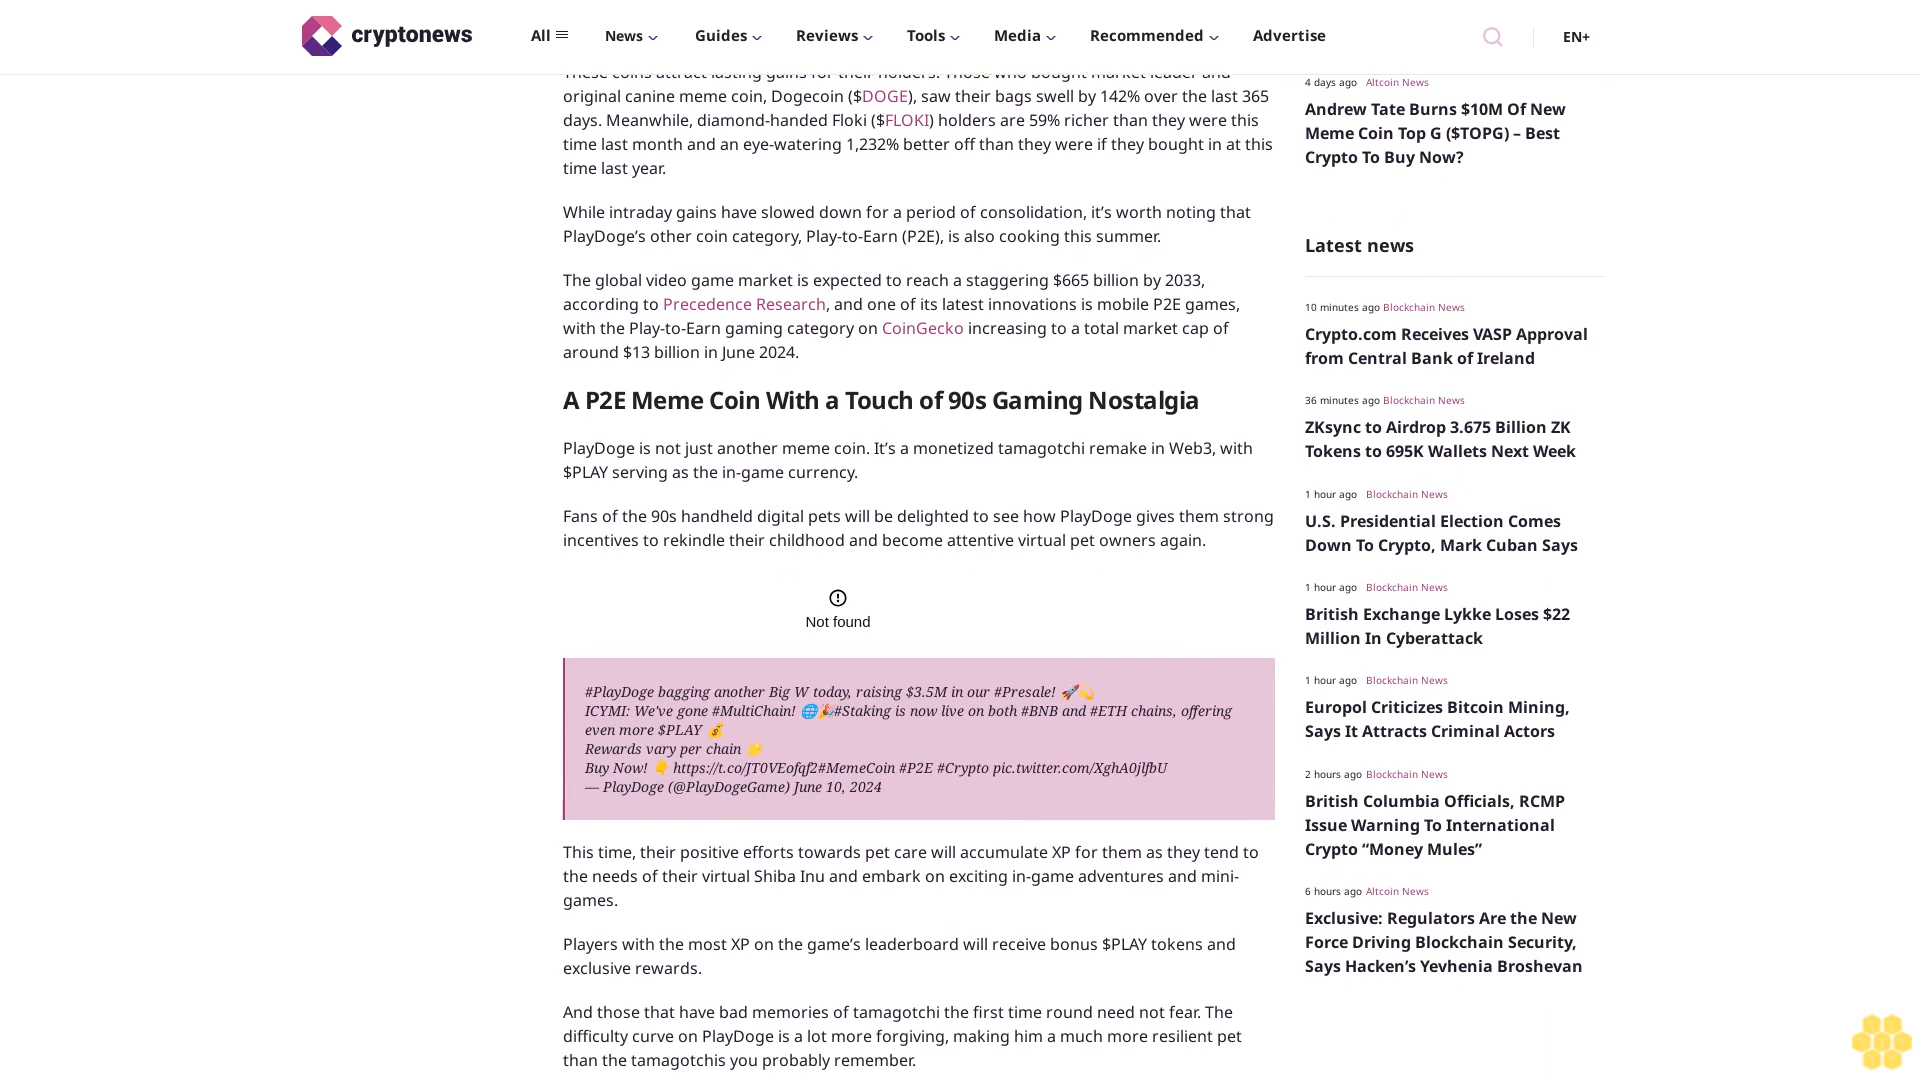 cryptonews
All
News
Guides
Reviews
Tools
Media
Recommended
Advertise
EN+
These coins attract lasting gains for their holders. Those who bought market leader and
original canine meme coin, Dogecoin ($DOGE), saw their bags swell by 142% over the last 365
days. Meanwhile, diamond-handed Floki ($FLOKI) holders are 59% richer than they were this
time last month and an eye-watering 1,232% better off than they were if they bought in at this
time last year.
While intraday gains have slowed down for a period of consolidation, it’s worth noting that
PlayDoge’s other coin category, Play-to-Earn (P2E), is also cooking this summer.
The global video game market is expected to reach a staggering $665 billion by 2033,
according to Precedence Research, and one of its latest innovations is mobile P2E games,
with the Play-to-Earn gaming category on CoinGecko increasing to a total market cap of
around $13 billion in June 2024.
A P2E Meme Coin With a Touch of 90s Gaming Nostalgia
PlayDoge is not just another meme coin. It’s a monetized tamagotchi remake in Web3, with
$PLAY serving as the in-game currency.
Fans of the 90s handheld digital pets will be delighted to see how PlayDoge gives them strong
incentives to rekindle their childhood and become attentive virtual pet owners again.
Not found
#PlayDoge bagging another Big W today, raising $3.5M in our #Presale! 🚀💫
ICYMI: We've gone #MultiChain! 🌐🎉#Staking is now live on both #BNB and #ETH chains, offering
even more $PLAY 💰
Rewards vary per chain 🌟
Buy Now! 👇 https://t.co/JT0VEofqf2#MemeCoin #P2E #Crypto pic.twitter.com/XghA0jlfbU
— PlayDoge (@PlayDogeGame) June 10, 2024
This time, their positive efforts towards pet care will accumulate XP for them as they tend to
the needs of their virtual Shiba Inu and embark on exciting in-game adventures and mini-
games.
Players with the most XP on the game’s leaderboard will receive bonus $PLAY tokens and
exclusive rewards.
And those that have bad memories of tamagotchi the first time round need not fear. The
difficulty curve on PlayDoge is a lot more forgiving, making him a much more resilient pet
than the tamagotchis you probably remember.
4 days ago Altcoin News
Andrew Tate Burns $10M Of New
Meme Coin Top G ($TOPG) – Best
Crypto To Buy Now?
Latest news
10 minutes ago Blockchain News
Crypto.com Receives VASP Approval
from Central Bank of Ireland
36 minutes ago Blockchain News
ZKsync to Airdrop 3.675 Billion ZK
Tokens to 695K Wallets Next Week
1 hour ago Blockchain News
U.S. Presidential Election Comes
Down To Crypto, Mark Cuban Says
1 hour ago Blockchain News
British Exchange Lykke Loses $22
Million In Cyberattack
1 hour ago Blockchain News
Europol Criticizes Bitcoin Mining,
Says It Attracts Criminal Actors
2 hours ago Blockchain News
British Columbia Officials, RCMP
Issue Warning To International
Crypto “Money Mules”
6 hours ago Altcoin News
Exclusive: Regulators Are the New
Force Driving Blockchain Security,
Says Hacken’s Yevhenia Broshevan